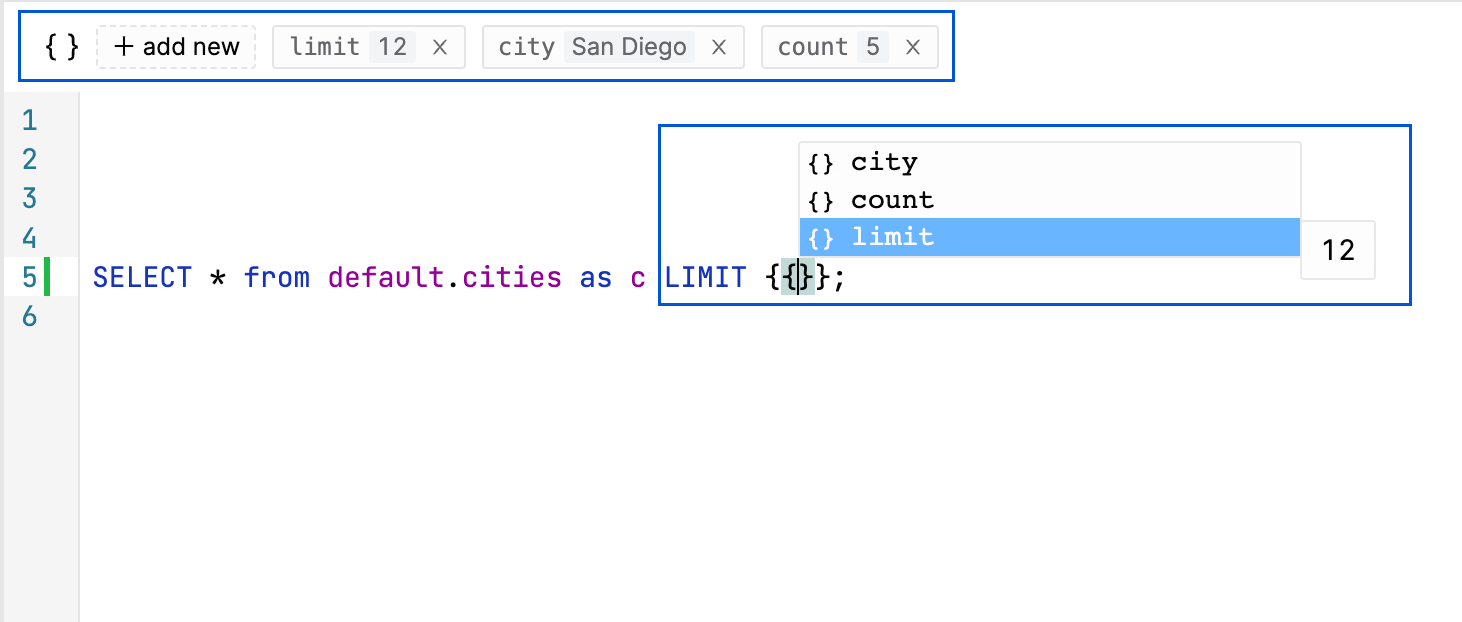 { } + add new limit 12 × city San Diego × count 5 ×
1
2
3
4
{} city
{} count
{} limit
12
5 SELECT * from default.cities as c LIMIT {{}};
6